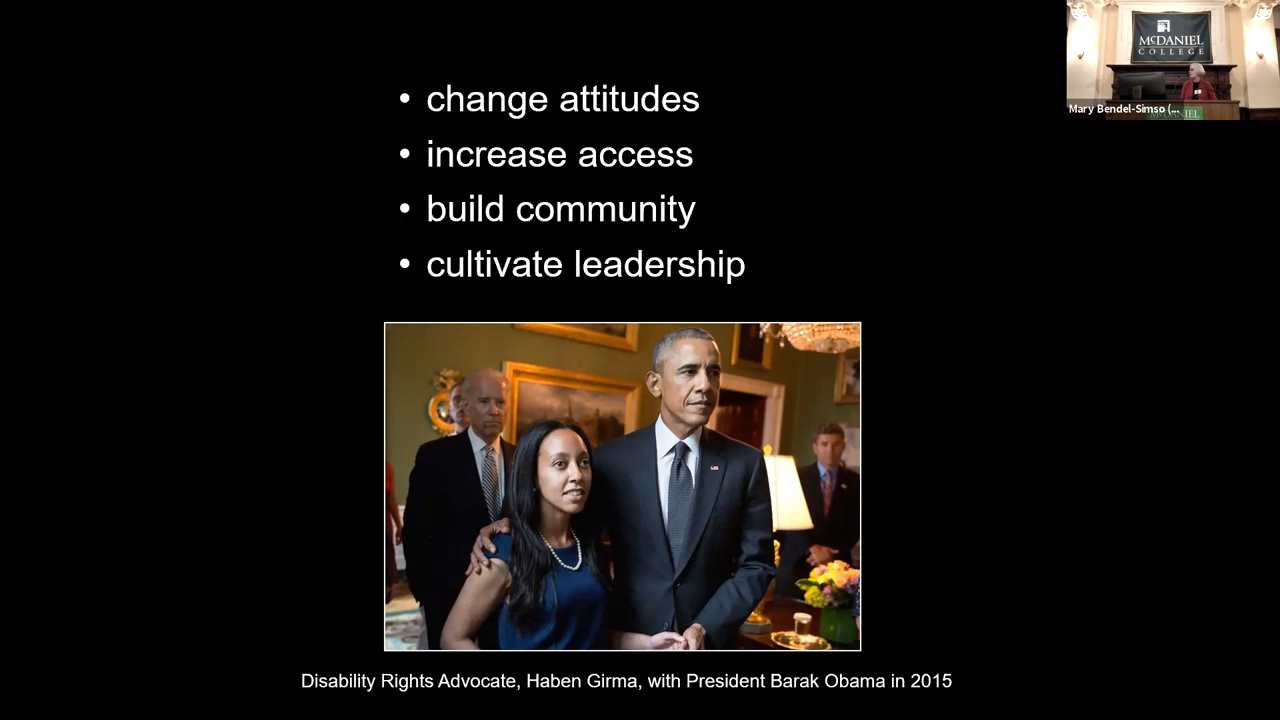 change attitudes
increase access
build community
cultivate leadership
Disability Rights Advocate, Haben Girma, with President Barak Obama in 2015
McDANIEL
COLLEGE
Mary Bendel-Simso (...
McDANIEL